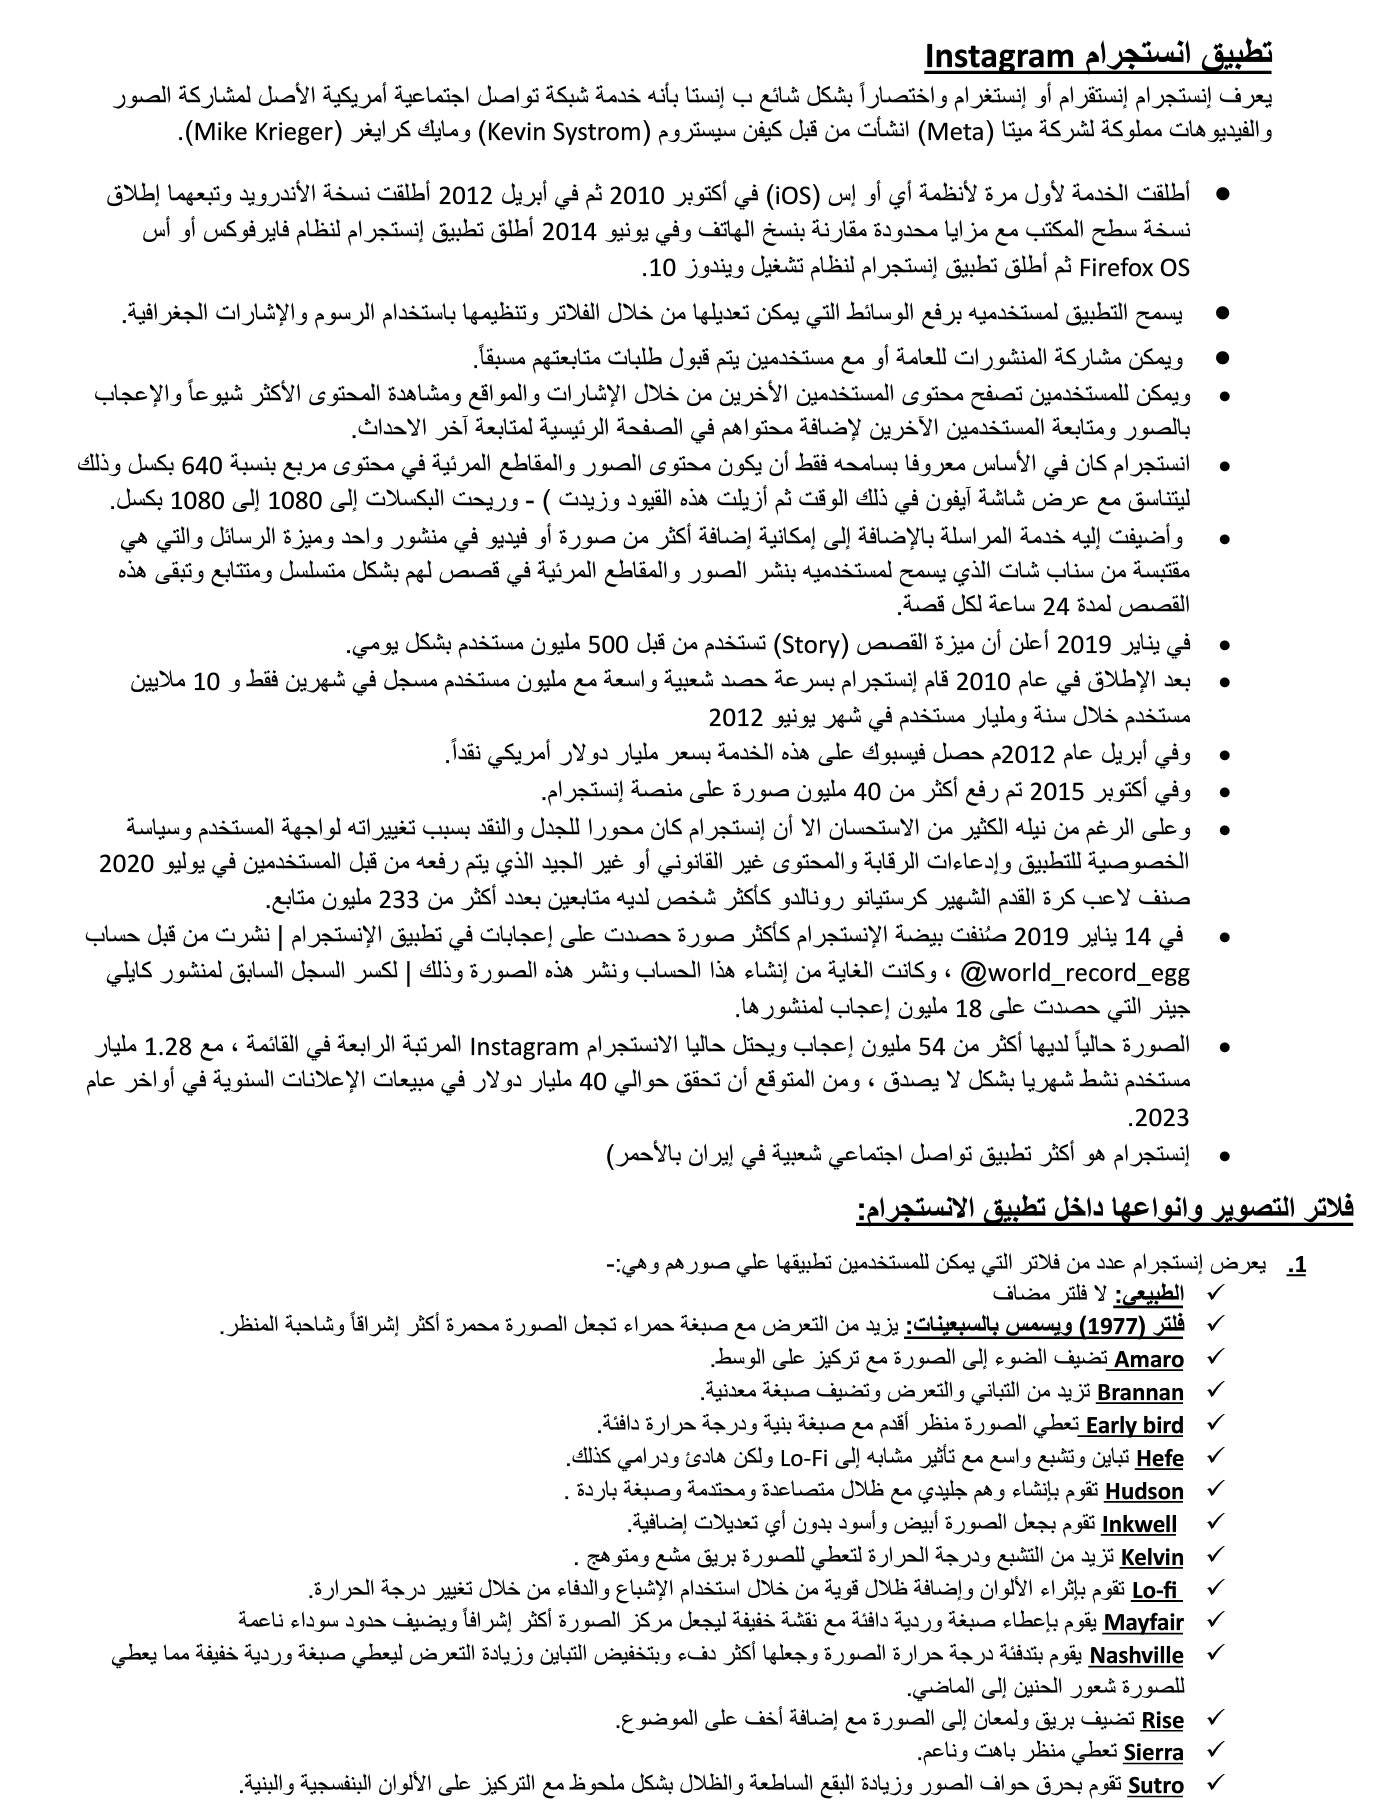 تطبيق انستجرام Instagram
يعرف إنستجرام إنستقرام أو إنستغرام واختصاراً بشكل شائع ب إنستا بأنه خدمة شبكة تواصل اجتماعية أمريكية الأصل لمشاركة الصور
والفيديوهات مملوكة لشركة ميتا (Meta) انشأت من قبل كيفن سيستروم (Kevin Systrom) ومايك كرايغر (Mike Krieger).
● أطلقت الخدمة لأول مرة لأنظمة أي أو إس (iOS) في أكتوبر 2010 ثم في أبريل 2012 أطلقت نسخة الأندرويد وتبعهما إطلاق
نسخة سطح المكتب مع مزايا محدودة مقارنة بنسخ الهاتف وفي يونيو 2014 أطلق تطبيق إنستجرام لنظام فايرفوكس أو أس
Firefox OS ثم أطلق تطبيق إنستجرام لنظام تشغيل ويندوز 10.
● يسمح التطبيق لمستخدميه برفع الوسائط التي يمكن تعديلها من خلال الفلاتر وتنظيمها باستخدام الرسوم والإشارات الجغرافية.
● ويمكن مشاركة المنشورات للعامة أو مع مستخدمين يتم قبول طلبات متابعتهم مسبقاً.
• ويمكن للمستخدمين تصفح محتوى المستخدمين الأخرين من خلال الإشارات والمواقع ومشاهدة المحتوى الأكثر شيوعاً والإعجاب
بالصور ومتابعة المستخدمين الآخرين لإضافة محتواهم في الصفحة الرئيسية لمتابعة آخر الاحداث.
• انستجرام كان في الأساس معروفا بسامحه فقط أن يكون محتوى الصور والمقاطع المرئية في محتوى مربع بنسبة 640 بكسل وذلك
ليتناسق مع عرض شاشة آيفون في ذلك الوقت ثم أزيلت هذه القيود وزيدت ) - وريحت البكسلات إلى 1080 إلى 1080 بكسل.
• وأضيفت إليه خدمة المراسلة بالإضافة إلى إمكانية إضافة أكثر من صورة أو فيديو في منشور واحد وميزة الرسائل والتي هي
مقتبسة من سناب شات الذي يسمح لمستخدميه بنشر الصور والمقاطع المرئية في قصص لهم بشكل متسلسل ومتتابع وتبقى هذه
القصص لمدة 24 ساعة لكل قصة.
• في يناير 2019 أعلن أن ميزة القصص (Story) تستخدم من قبل 500 مليون مستخدم بشكل يومي.
• بعد الإطلاق في عام 2010 قام إنستجرام بسرعة حصد شعبية واسعة مع مليون مستخدم مسجل في شهرين فقط و 10 ملايين
مستخدم خلال سنة ومليار مستخدم في شهر يونيو 2012
• وفي أبريل عام 2012م حصل فيسبوك على هذه الخدمة بسعر مليار دولار أمريكي نقداً.
• وفي أكتوبر 2015 تم رفع أكثر من 40 مليون صورة على منصة إنستجرام.
• وعلى الرغم من نيله الكثير من الاستحسان الا أن إنستجرام كان محورا للجدل والنقد بسبب تغييراته لواجهة المستخدم وسياسة
الخصوصية للتطبيق وإدعاءات الرقابة والمحتوى غير القانوني أو غير الجيد الذي يتم رفعه من قبل المستخدمين في يوليو 2020
صنف لاعب كرة القدم الشهير كرستيانو رونالدو كأكثر شخص لديه متابعين بعدد أكثر من 233 مليون متابع.
• في 14 يناير 2019 صُنفت بيضة الإنستجرام كأكثر صورة حصدت على إعجابات في تطبيق الإنستجرام | نشرت من قبل حساب
@world_record_egg ، وكانت الغاية من إنشاء هذا الحساب ونشر هذه الصورة وذلك | لكسر السجل السابق لمنشور كايلي
جينر التي حصدت على 18 مليون إعجاب لمنشورها.
• الصورة حالياً لديها أكثر من 54 مليون إعجاب ويحتل حاليا الانستجرام Instagram المرتبة الرابعة في القائمة ، مع 1.28 مليار
مستخدم نشط شهريا بشكل لا يصدق ، ومن المتوقع أن تحقق حوالي 40 مليار دولار في مبيعات الإعلانات السنوية في أواخر عام
2023.
• إنستجرام هو أكثر تطبيق تواصل اجتماعي شعبية في إيران بالأحمر)
فلاتر التصوير وانواعها داخل تطبيق الانستجرام:
1. يعرض إنستجرام عدد من فلاتر التي يمكن للمستخدمين تطبيقها علي صورهم وهي:-
✓ الطبيعي: لا فلتر مضاف
✓ فلتر (1977) ويسمس بالسبعينات: يزيد من التعرض مع صبغة حمراء تجعل الصورة محمرة أكثر إشراقاً وشاحبة المنظر.
✓ Amaro تضيف الضوء إلى الصورة مع تركيز على الوسط.
✓ Brannan تزيد من التباني والتعرض وتضيف صبغة معدنية.
✓ Early bird تعطي الصورة منظر أقدم مع صبغة بنية ودرجة حرارة دافئة.
✓ Hefe تباين وتشبع واسع مع تأثير مشابه إلى Lo-Fi ولكن هادئ ودرامي كذلك.
✓ Hudson تقوم بإنشاء وهم جليدي مع ظلال متصاعدة ومحتدمة وصبغة باردة .
✓ Inkwell تقوم بجعل الصورة أبيض وأسود بدون أي تعديلات إضافية.
✓ Kelvin تزيد من التشبع ودرجة الحرارة لتعطي للصورة بريق مشع ومتوهج .
✓ Lo-fi تقوم بإثراء الألوان وإضافة ظلال قوية من خلال استخدام الإشباع والدفاء من خلال تغيير درجة الحرارة.
✓ Mayfair يقوم بإعطاء صبغة وردية دافئة مع نقشة خفيفة ليجعل مركز الصورة أكثر إشرافاً ويضيف حدود سوداء ناعمة
✓ Nashville يقوم بتدفئة درجة حرارة الصورة وجعلها أكثر دفء وبتخفيض التباين وزيادة التعرض ليعطي صبغة وردية خفيفة مما يعطي
للصورة شعور الحنين إلى الماضي.
✓ Rise تضيف بريق ولمعان إلى الصورة مع إضافة أخف على الموضوع.
✓ Sierra تعطي منظر باهت وناعم.
✓ Sutro تقوم بحرق حواف الصور وزيادة البقع الساطعة والظلال بشكل ملحوظ مع التركيز على الألوان البنفسجية والبنية.